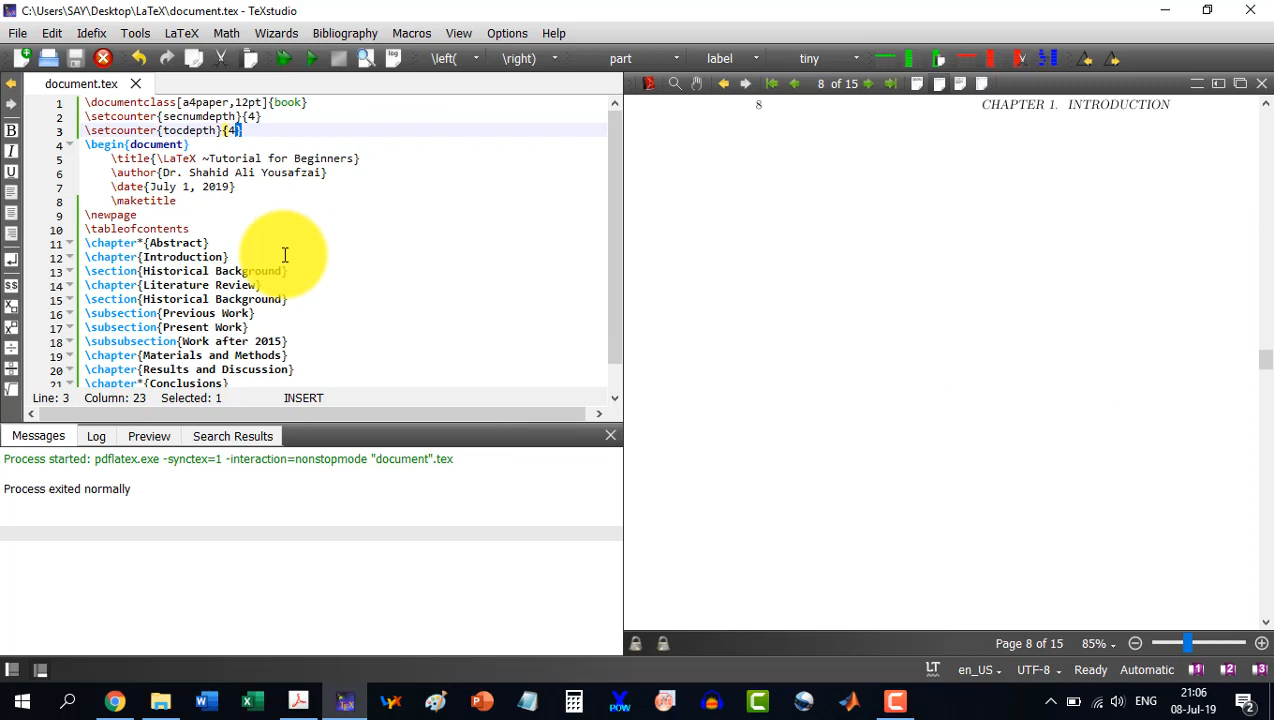 C:\Users\SAY\Desktop\LaTeX\document.tex - TeXstudio
File Edit Idefix Tools LaTeX Math Wizards Bibliography Macros View Options Help
\left( \right) part label tiny
document.tex
8 of 15
1 \documentclass[a4paper,12pt]{book}
2 \setcounter{secnumdepth}{4}
3 \setcounter{tocdepth}{4}
4 \begin{document}
5 \title{\LaTeX ~Tutorial for Beginners}
6 \author{Dr. Shahid Ali Yousafzai}
7 \date{July 1, 2019}
8 \maketitle
9 \newpage
10 \tableofcontents
11 \chapter*{Abstract}
12 \chapter{Introduction}
13 \section{Historical Background}
14 \chapter{Literature Review}
15 \section{Historical Background}
16 \subsection{Previous Work}
17 \subsection{Present Work}
18 \subsubsection{Work after 2015}
19 \chapter{Materials and Methods}
20 \chapter{Results and Discussion}
21 \chapter*{Conclusions}
Line: 3 Column: 23 Selected: 1 INSERT
Messages Log Preview Search Results
Process started: pdflatex.exe -synctex=1 -interaction=nonstopmode "document".tex
Process exited normally
8 CHAPTER 1. INTRODUCTION
Page 8 of 15 85%
LT en_US UTF-8 Ready Automatic 1 2 3
ENG
21:06
08-Jul-19
2